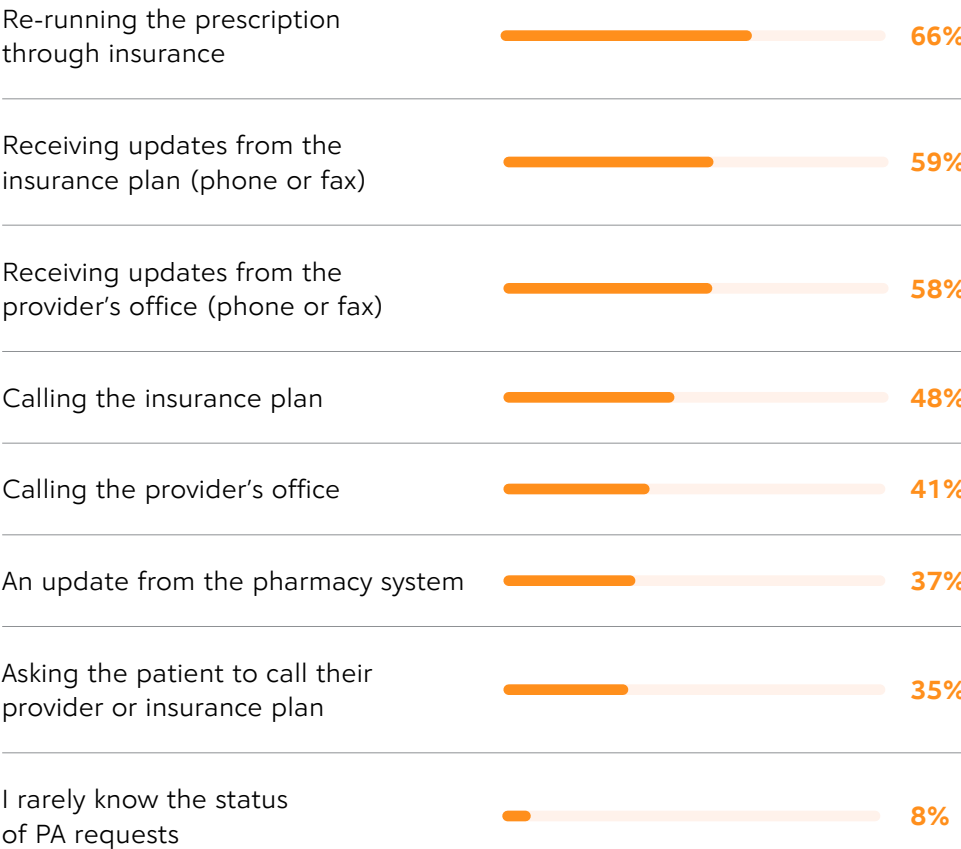 Re-running the prescription
through insurance
66%
Receiving updates from the
insurance plan (phone or fax)
59%
Receiving updates from the
provider’s office (phone or fax)
58%
Calling the insurance plan
48%
Calling the provider’s office
41%
An update from the pharmacy system
37%
Asking the patient to call their
provider or insurance plan
35%
I rarely know the status
of PA requests
8%